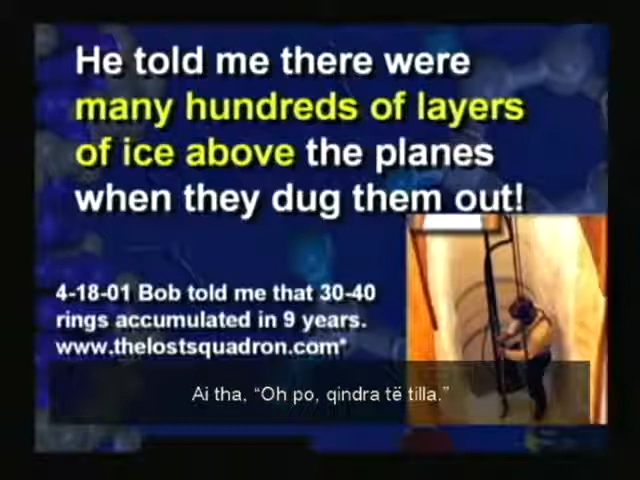 He told me there were
many hundreds of layers
of ice above the planes
when they dug them out!
4-18-01 Bob told me that 30-40
rings accumulated in 9 years.
www.thelostsquadron.com*
Ai tha, “Oh po, qindra të tilla.”